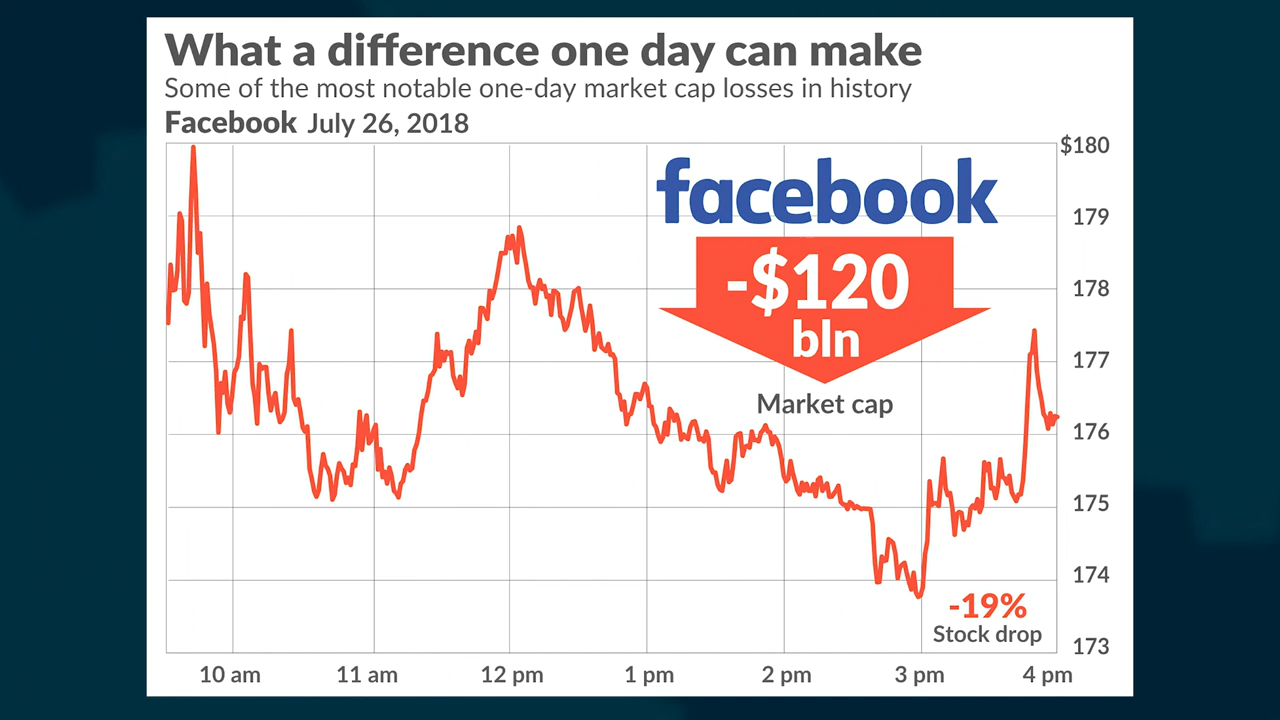 What a difference one day can make
Some of the most notable one-day market cap losses in history
Facebook July 26, 2018
$180
179
178
177
176
175
174
173
facebook
-$120
bln
Market cap
-19%
Stock drop
10 am 11 am 12 pm 1 pm 2 pm 3 pm 4 pm